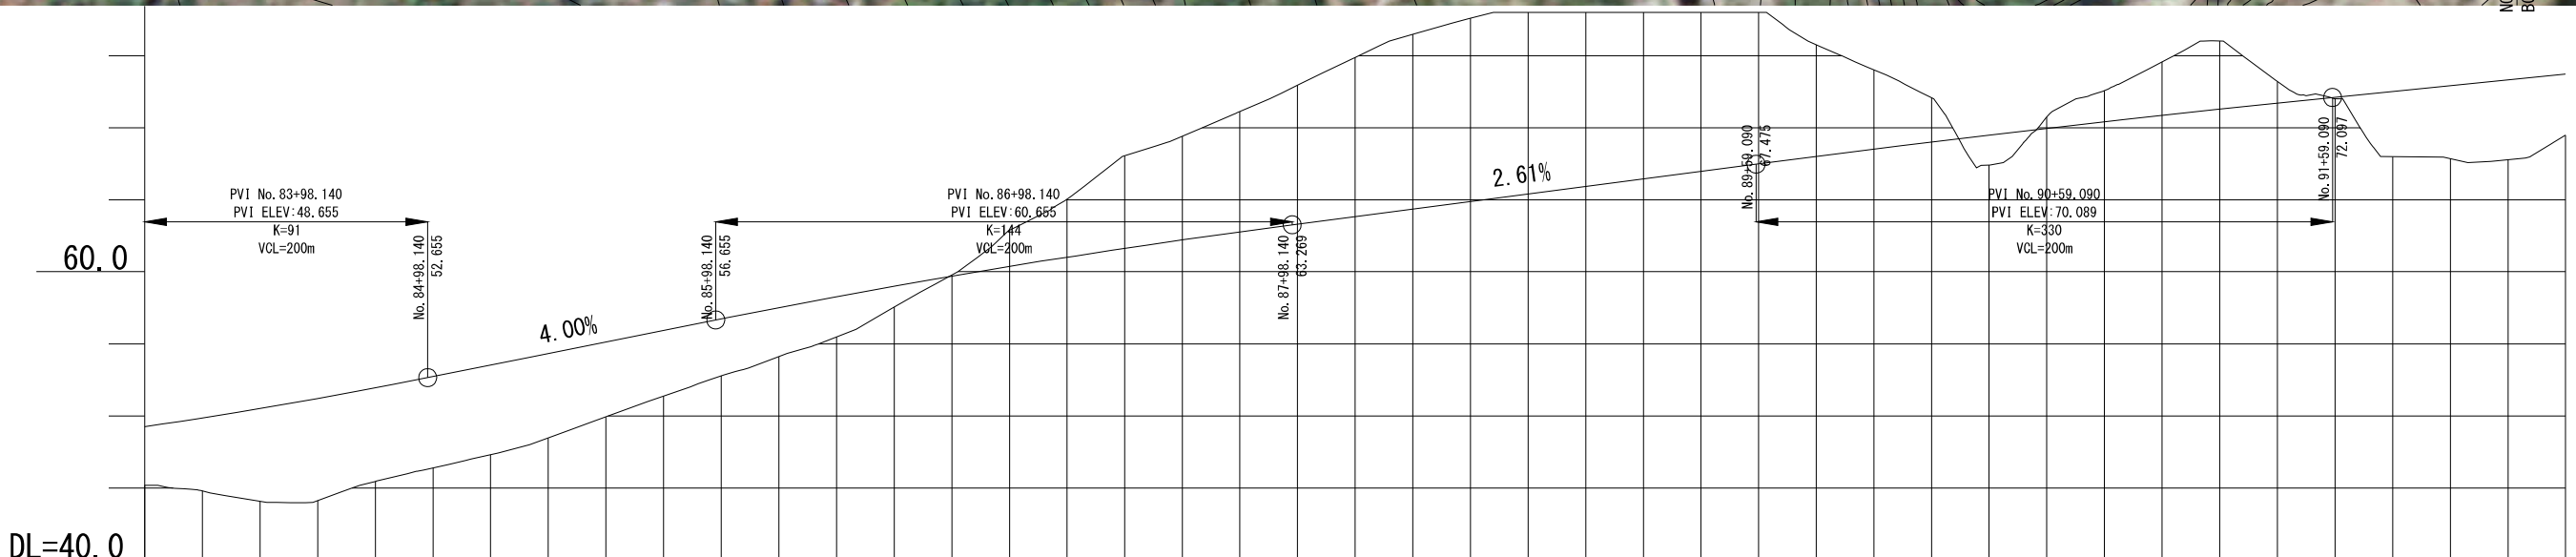 PVI No.83+98.140
PVI ELEV:48.655
K=91
VCL=200m
No.84+98.140
52.655
4.00%
No.85+98.140
56.655
PVI No.86+98.140
PVI ELEV:60.655
K=144
VCL=200m
No.87+98.140
63.269
2.61%
No.89+59.090
67.475
PVI No.90+59.090
PVI ELEV:70.089
K=330
VCL=200m
No.91+59.090
72.097
60.0
DL=40.0